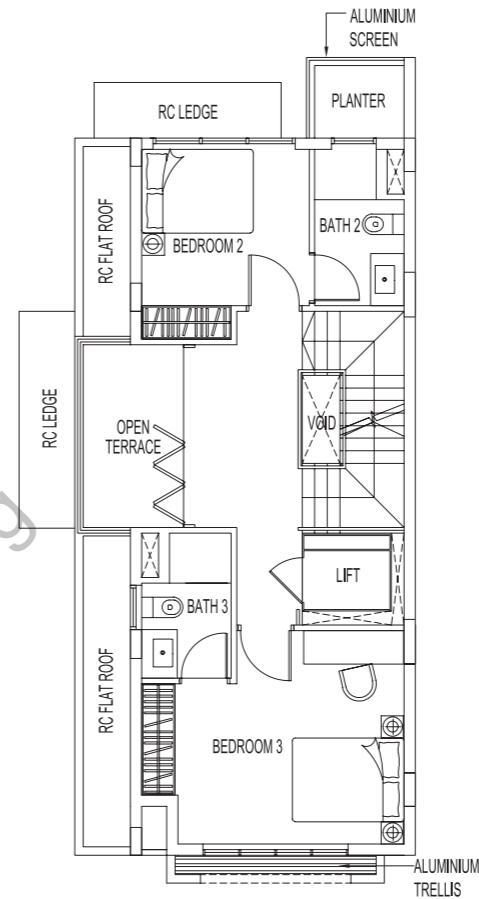 ALUMINIUM
SCREEN
PLANTER
RC LEDGE
RC FLAT ROOF
BATH 2
BEDROOM 2
RC LEDGE
OPEN
TERRACE
VOID
LIFT
BATH 3
RC FLAT ROOF
BEDROOM 3
ALUMINIUM
TRELLIS
g